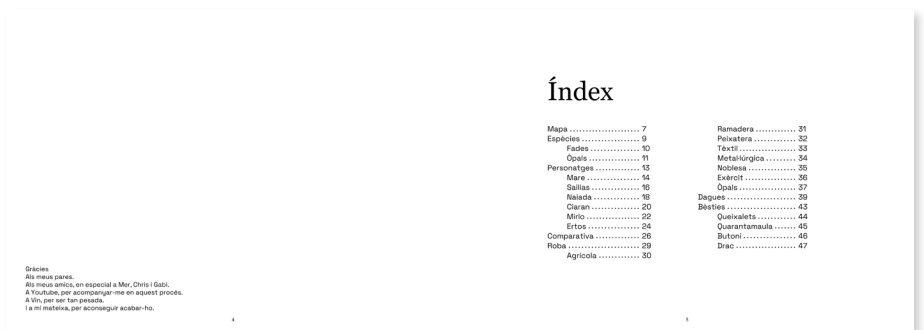 Gràcies
Als meus pares.
Als meus amics, en especial a Mer, Chris i Gabi.
A Youtube, per acompanyar-me en aquest procés.
A Vin, per ser tan pesada.
I a mi mateixa, per aconseguir acabar-ho.
4
Índex
Mapa ...................... 7
Espècies .................. 9
Fades ............... 10
Òpals ................ 11
Personatges .............. 13
Mare ................ 14
Sailias ............... 16
Naiada ............... 18
Ciaran ............... 20
Mirlo ................. 22
Ertos ................ 24
Comparativa .............. 26
Roba ...................... 29
Agrícola ............. 30
Ramadera ............. 31
Peixatera ............. 32
Tèxtil .................. 33
Metal·lúrgica ......... 34
Noblesa ............... 35
Exèrcit ................ 36
Òpals .................. 37
Dagues ...................... 39
Bèsties ...................... 43
Queixalets ............ 44
Quarantamaula ....... 45
Butoni ................. 46
Drac ................... 47
5